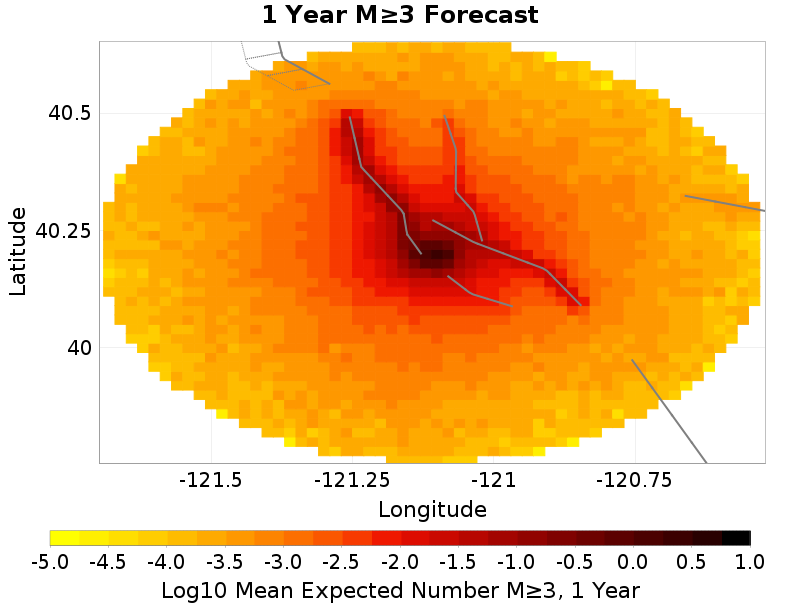 1 Year M≥3 Forecast
40.5
40.25
40
Latitude
-121.5 -121.25 -121 -120.75
Longitude
-5.0 -4.5 -4.0 -3.5 -3.0 -2.5 -2.0 -1.5 -1.0 -0.5 0.0 0.5 1.0
Log10 Mean Expected Number M≥3, 1 Year